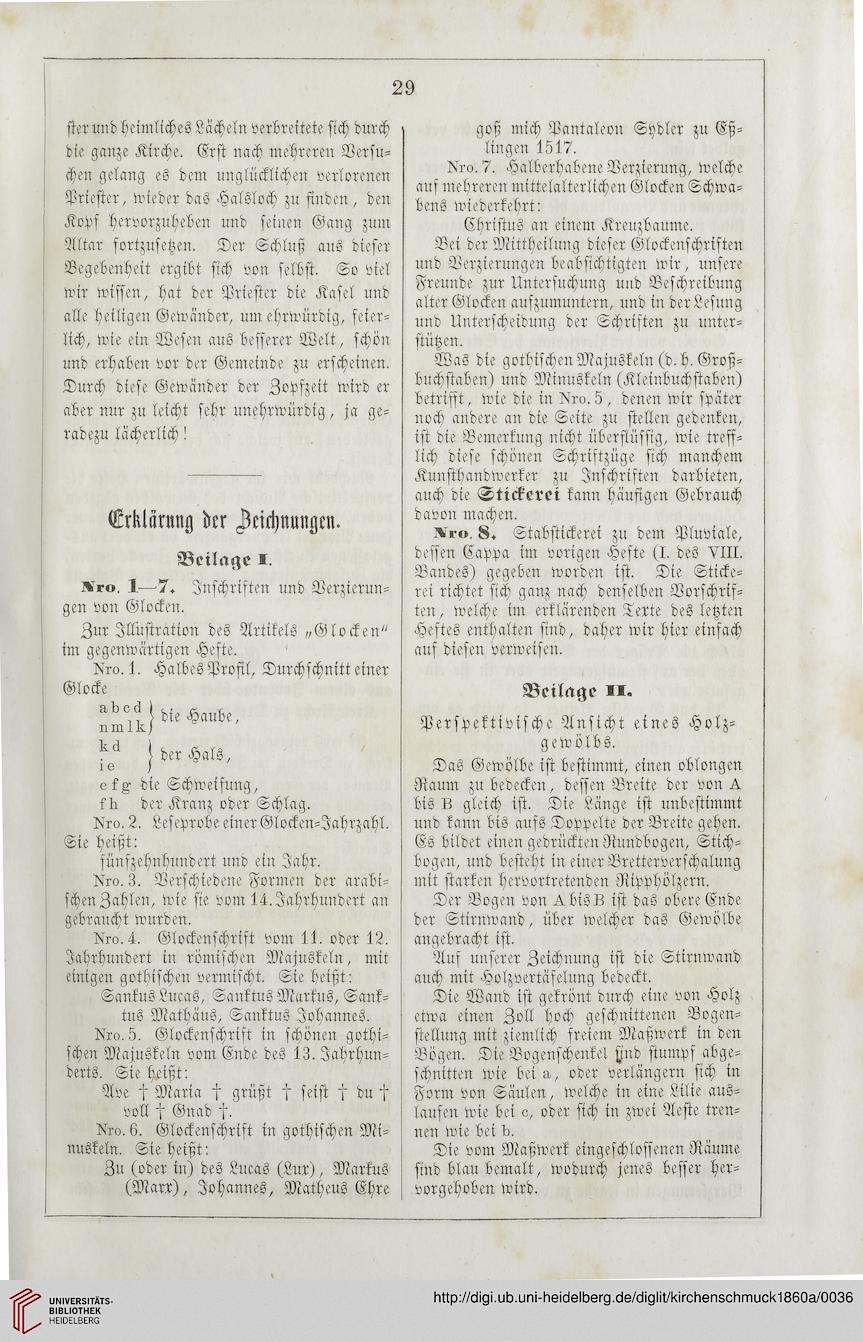 29
ster und heimliches Lächeln verbreitete sich durch
die ganze Kirche. Erst nach mehreren Versu-
chen gelang es dem unglücklichen verlorenen
Priester, wieder das Halsloch zu finden, den
Kopf hervorzuheben und seinen Gang zum
Altar fortzusetzen. Der Schluß aus dieser
Begebenheit ergibt sich von selbst. So viel
wir wissen, hat der Priester die Kasel und
alle heiligen Gewänder, um ehrwürdig, feier-
lich, wie ein Wesen aus besserer Welt, schön
und erhaben vor der Gemeinde zu erscheinen.
Durch diese Gewänder der Zopfzeit wird er
aber nur zu leicht sehr unehrwürdig, ja ge-
radezu lächerlich!
Erklärung der Zeichnungen.
Beilage I.
Nro. 1—7. Inschriften und Verzierun-
gen von Glocken.
Zur Illustration des Artikels „Glocken“
im gegenwärtigen Hefte.
Nro. 1. Halbes Profil, Durchschnitt einer
Glocke
a b c d
n m l k } die Haube,
k d
i e } der Hals,
e f g die Schweifung,
f h der Kranz oder Schlag.
Nro. 2. Leseprobe einer Glocken-Jahrzahl.
Sie heißt:
fünfzehnhundert und ein Jahr.
Nro. 3. Verschiedene Formen der arabi-
schen Zahlen, wie sie vom 14. Jahrhundert an
gebraucht wurden.
Nro. 4. Glockenschrift vom 11. oder 12.
Jahrhundert in römischen Majuskeln, mit
einigen gothischen vermischt. Sie heißt:
Sankus Lucas, Sanktus Markus, Sank-
tus Mathäus, Sanktus Johannes.
Nro. 5. Glockenschrift in schönen gothi-
schen Majuskeln vom Ende des 13. Jahrhun-
derts. Sie heißt:
Ave † Maria † grüßt † seist † du †
voll † Gnad †.
Nro. 6. Glockenschrift in gothischen Mi-
nuskeln. Sie heißt:
Zu (oder in) des Lucas (Lux), Markus
(Marx), Johannes, Matheus Ehre
goß mich Pantaleon Sydler zu Eß-
lingen 1517.
Nro. 7. Halberhabene Verzierung, welche
auf mehreren mittelalterlichen Glocken Schwa-
bens wiederkehrt:
Christus an einem Kreuzbaume.
Bei der Mittheilung dieser Glockenschriften
und Verzierungen beabsichtigten wir, unsere
Freunde zur Untersuchung und Beschreibung
alter Glocken aufzumuntern, und in der Lesung
und Unterscheidung der Schriften zu unter-
stützen.
Was die gothischen Majuskeln (d. h. Groß-
buchstaben) und Minuskeln (Kleinbuchstaben)
betrifft, wie die in Nro. 5, denen wir später
noch andere an die Seite zu stellen gedenken,
ist die Bemerkung nicht überflüssig, wie treff-
lich diese schönen Schriftzüge sich manchem
Kunsthandwerker zu Inschriften darbieten,
auch die Stickerei kann häufigen Gebrauch
davon machen.
Nro. 8. Stabstickerei zu dem Pluviale,
dessen Cappa im vorigen Hefte (I. des VIII.
Bandes) gegeben worden ist. Die Sticke-
rei richtet sich ganz nach denselben Vorschrif-
ten, welche im erklärenden Texte des letzten
Heftes enthalten sind, daher wir hier einfach
auf diesen verweisen.
Beilage II.
Perspektivische Ansicht eines Holz-
gewölbs.
Das Gewölbe ist bestimmt, einen oblongen
Raum zu bedecken, dessen Breite der von A
bis B gleich ist. Die Länge ist unbestimmt
und kann bis aufs Doppelte der Breite gehen.
Es bildet einen gedrückten Rundbogen, Stich-
bogen, und besteht in einer Bretterverschalung
mit starken hervortretenden Ripphölzern.
Der Bogen von A bis B ist das obere Ende
der Stirnwand, über welcher das Gewölbe
angebracht ist.
Auf unserer Zeichnung ist die Stirnwand
auch mit Holzvertäfelung bedeckt.
Die Wand ist gekrönt durch eine von Holz
etwa einen Zoll hoch geschnittenen Bogen-
stellung mit ziemlich freiem Maßwerk in den
Bögen. Die Bogenschenkel sind stumpf abge-
schnitten wie bei a, oder verlängern sich in
Form von Säulen, welche in eine Lilie aus-
laufen wie bei c, oder sich in zwei Aeste tren-
nen wie bei b.
Die vom Maßwerk eingeschlossenen Räume
sind blau bemalt, wodurch jenes besser her-
vorgehoben wird.
UNIVERSITÄTS-
BIBLIOTHEK
HEIDELBERG
http://digi.ub.uni-heidelberg.de/diglit/kirchenschmuck1860a/0036